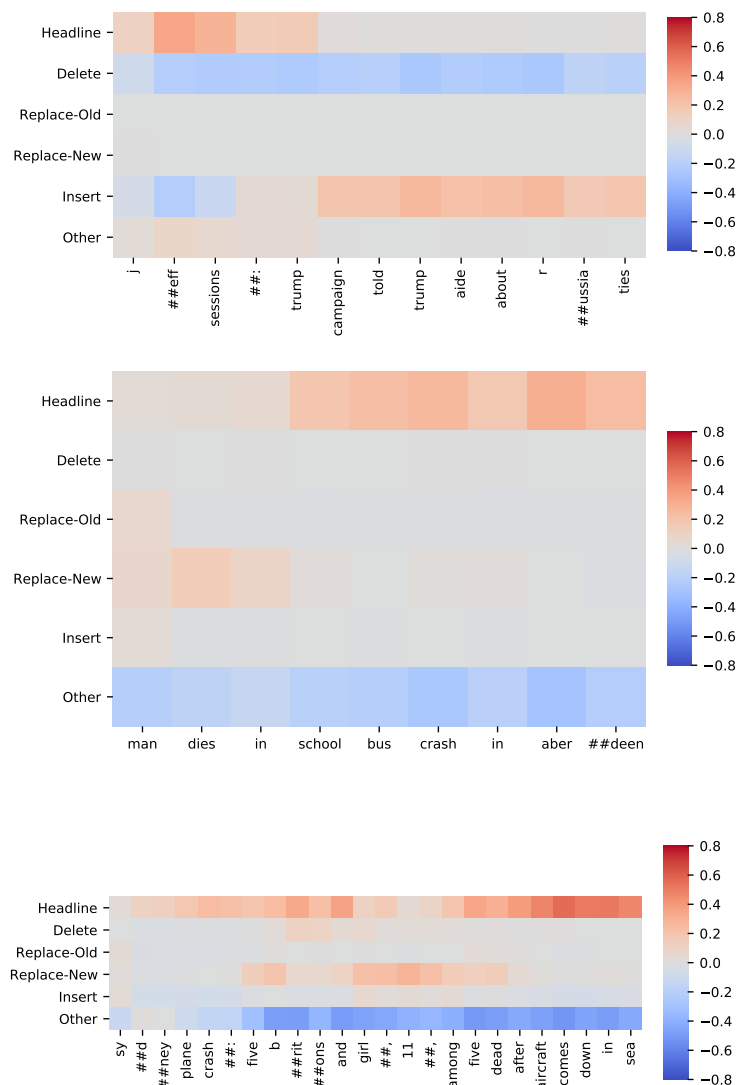 Headline
Delete
Replace-Old
Replace-New
Insert
Other
j
##eff
sessions
##:
trump
campaign
told
trump
aide
about
r
##ussia
ties
0.8
0.6
0.4
0.2
0.0
−0.2
−0.4
−0.6
−0.8
Headline
Delete
Replace-Old
Replace-New
Insert
Other
man dies in school bus crash in aber ##deen
0.8
0.6
0.4
0.2
0.0
−0.2
−0.4
−0.6
−0.8
Headline
Delete
Replace-Old
Replace-New
Insert
Other
sy
##d
##ney
plane
crash
##:
five
b
##rit
##ons
and
girl
##,
11
##,
among
five
dead
after
aircraft
comes
down
in
sea
0.8
0.6
0.4
0.2
0.0
−0.2
−0.4
−0.6
−0.8